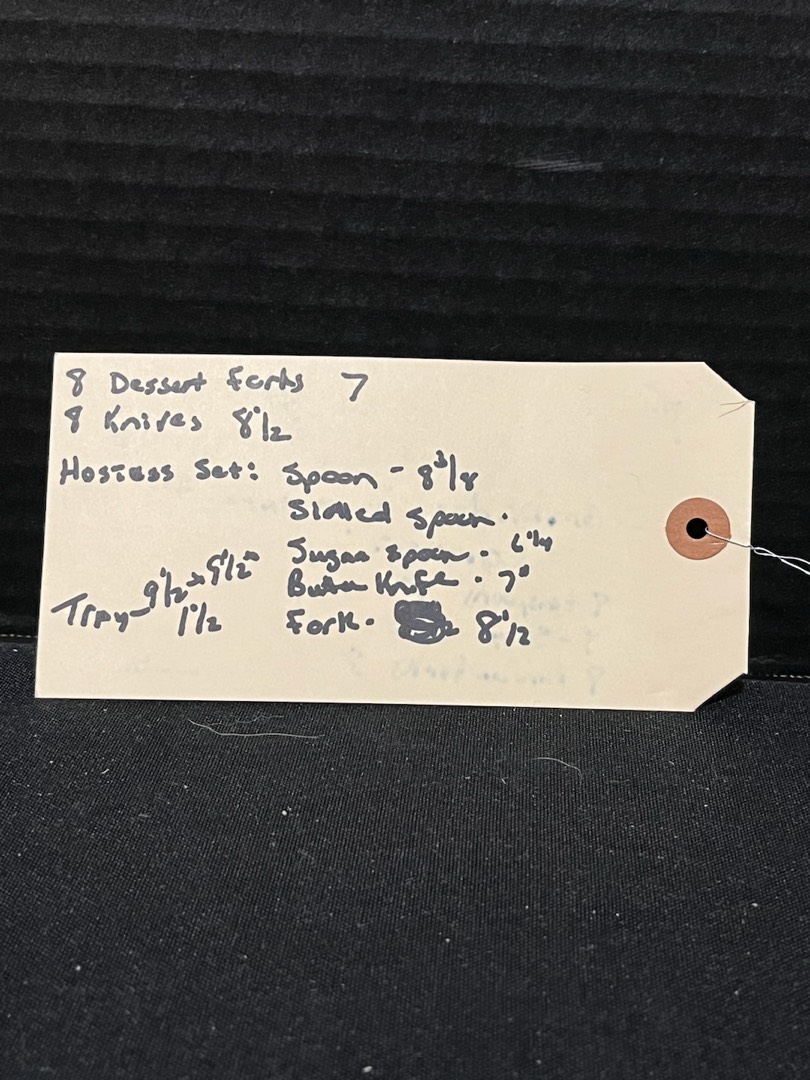 8 Dessert Forks 7
8 Knives 8 1/2
Hostess Set: Spoon - 8 3/8
Slotted Spoon.
Sugar spoon - 6 1/4
Butter Knife - 7"
Fork - 8 1/2
Tray - 9 1/2 x 9 1/2"
1 1/2